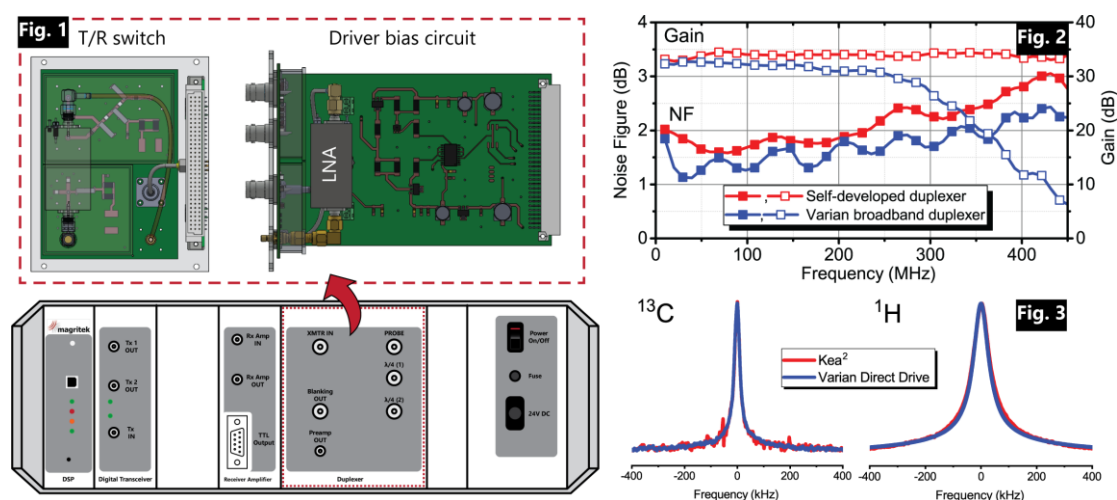 Fig. 1
T/R switch
Driver bias circuit
LNA
magritek
DSP
Tx 1
OUT
Tx 2
OUT
Tx
IN
Digital Transceiver
Rx Amp
IN
Rx Amp
OUT
TTL
Output
Receiver Amplifier
XMTR IN
PROBE
λ/4 (1)
Blanking
OUT
λ/4 (2)
Preamp
OUT
Duplexer
Power
On/Off
Fuse
24V DC
Fig. 2
Gain
NF
Noise Figure (dB)
4
3
2
1
0
Gain (dB)
40
30
20
10
0
Self-developed duplexer
Varian broadband duplexer
0 50 100 150 200 250 300 350 400
Frequency (MHz)
Fig. 3
13C
1H
Kea2
Varian Direct Drive
-400 -200 0 200 400
Frequency (kHz)
-400 -200 0 200 400
Frequency (kHz)